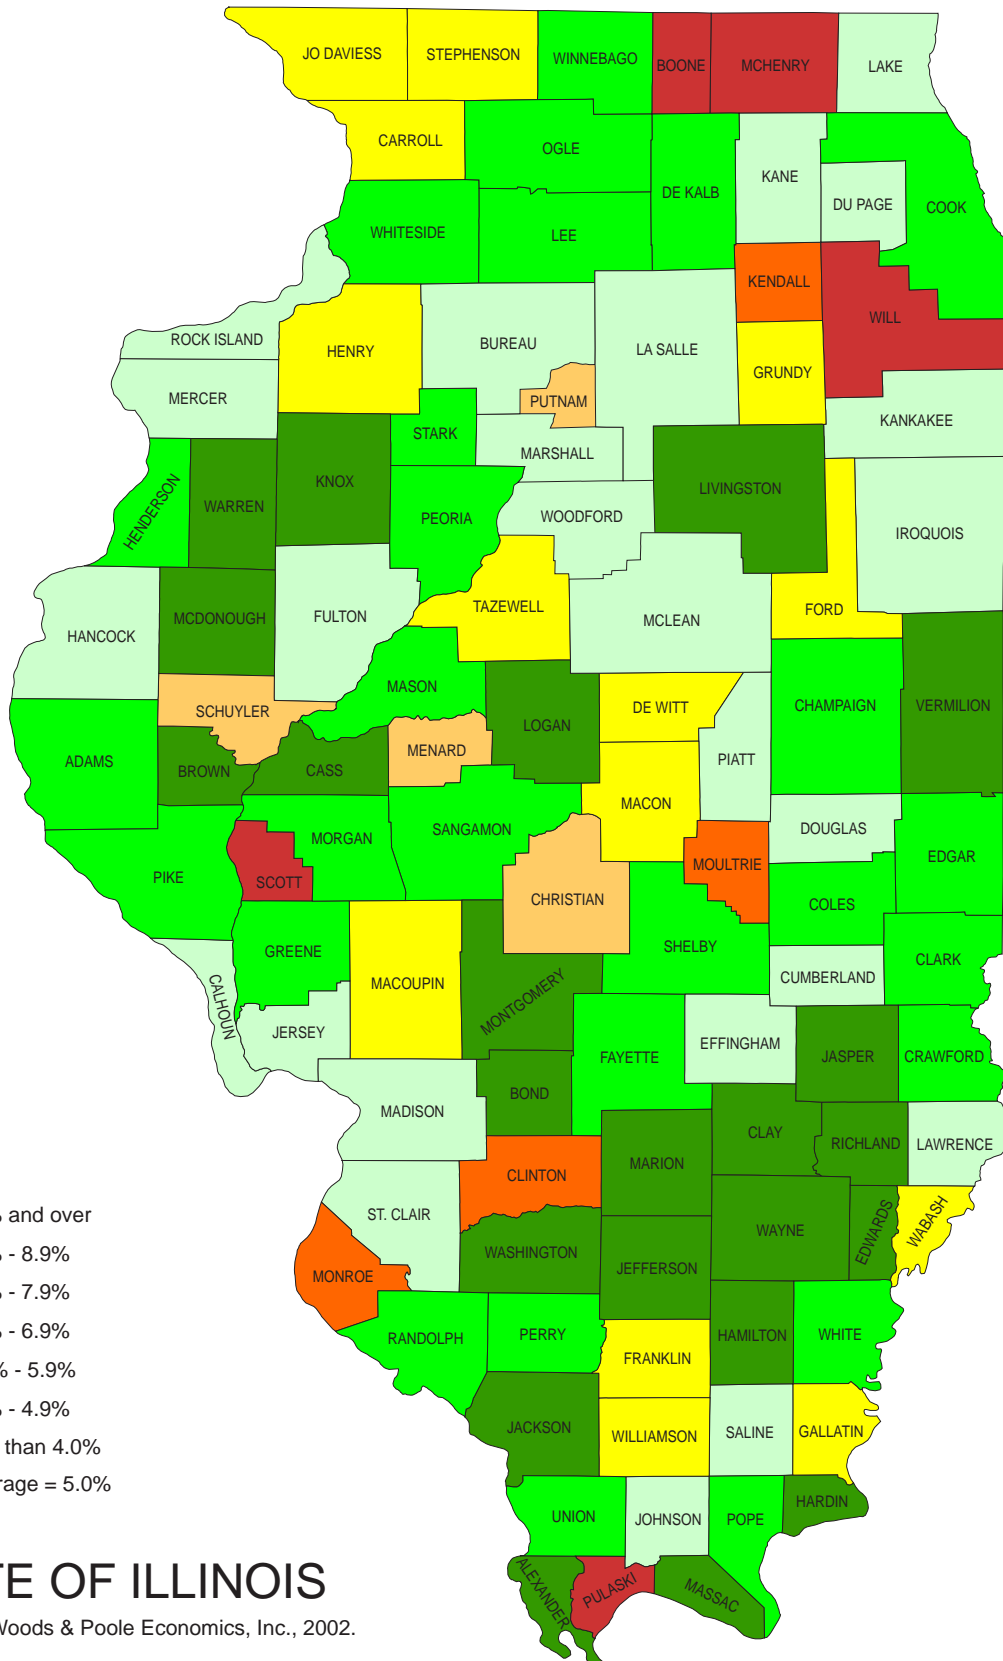 JO DAVIESS
STEPHENSON
WINNEBAGO
BOONE
MCHENRY
LAKE
CARROLL
OGLE
DE KALB
KANE
DU PAGE
COOK
WHITESIDE
LEE
KENDALL
WILL
ROCK ISLAND
HENRY
BUREAU
LA SALLE
GRUNDY
MERCER
PUTNAM
KANKAKEE
STARK
MARSHALL
HENDERSON
WARREN
KNOX
PEORIA
WOODFORD
LIVINGSTON
IROQUOIS
HANCOCK
MCDONOUGH
FULTON
TAZEWELL
MCLEAN
FORD
SCHUYLER
MASON
LOGAN
DE WITT
CHAMPAIGN
VERMILION
ADAMS
BROWN
CASS
MENARD
PIATT
MACON
DOUGLAS
PIKE
SCOTT
MORGAN
SANGAMON
MOULTRIE
EDGAR
CHRISTIAN
COLES
GREENE
MACOUPIN
MONTGOMERY
SHELBY
CUMBERLAND
CLARK
CALHOUN
JERSEY
FAYETTE
EFFINGHAM
JASPER
CRAWFORD
MADISON
BOND
CLAY
RICHLAND
LAWRENCE
CLINTON
MARION
ST. CLAIR
WAYNE
EDWARDS
WABASH
MONROE
WASHINGTON
JEFFERSON
RANDOLPH
PERRY
HAMILTON
WHITE
FRANKLIN
JACKSON
WILLIAMSON
SALINE
GALLATIN
UNION
JOHNSON
POPE
HARDIN
ALEXANDER
PULASKI
MASSAC
and over
- 8.9%
- 7.9%
- 6.9%
% - 5.9%
- 4.9%
than 4.0%
= 5.0%
OF ILLINOIS
Woods & Poole Economics, Inc., 2002.